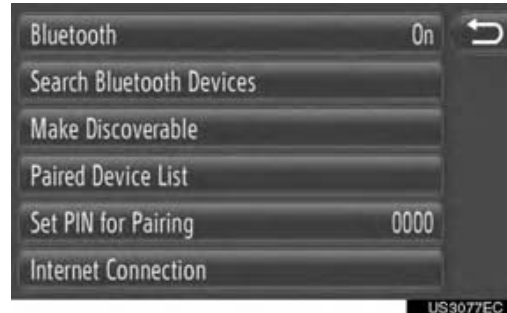 Bluetooth On
Search Bluetooth Devices
Make Discoverable
Paired Device List
Set PIN for Pairing 0000
Internet Connection
US3077EC